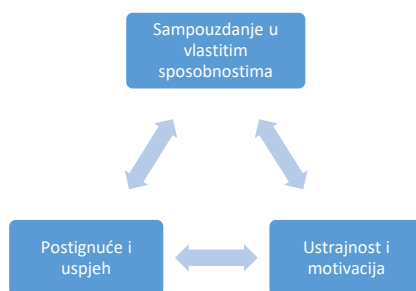 Sampouzdanje u
vlastitim
sposobnostima
Postignuće i
uspjeh
Ustrajnost i
motivacija